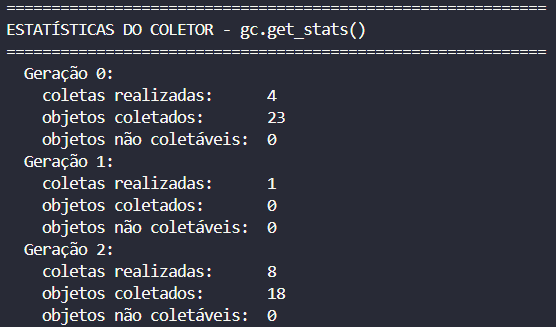 ============================================================
ESTATÍSTICAS DO COLETOR - gc.get_stats()
============================================================
  Geração 0:
    coletas realizadas:      4
    objetos coletados:       23
    objetos não coletáveis:  0
  Geração 1:
    coletas realizadas:      1
    objetos coletados:       0
    objetos não coletáveis:  0
  Geração 2:
    coletas realizadas:      8
    objetos coletados:       18
    objetos não coletáveis:  0